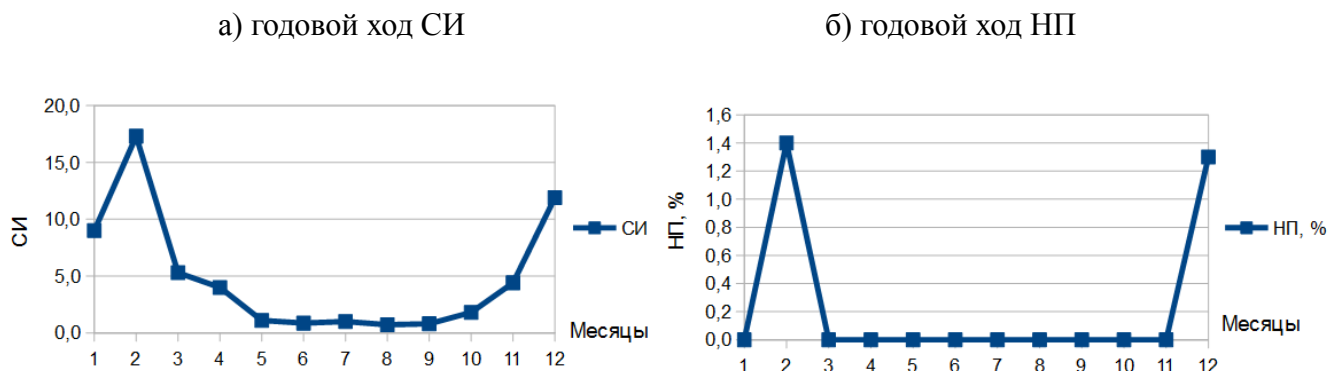 а) годовой ход СИ
20,0
15,0
10,0
5,0
0,0
СИ
1 2 3 4 5 6 7 8 9 10 11 12
Месяцы
СИ
б) годовой ход НП
1,6
1,4
1,2
1,0
0,8
0,6
0,4
0,2
0,0
НП, %
1 2 3 4 5 6 7 8 9 10 11 12
Месяцы
НП, %